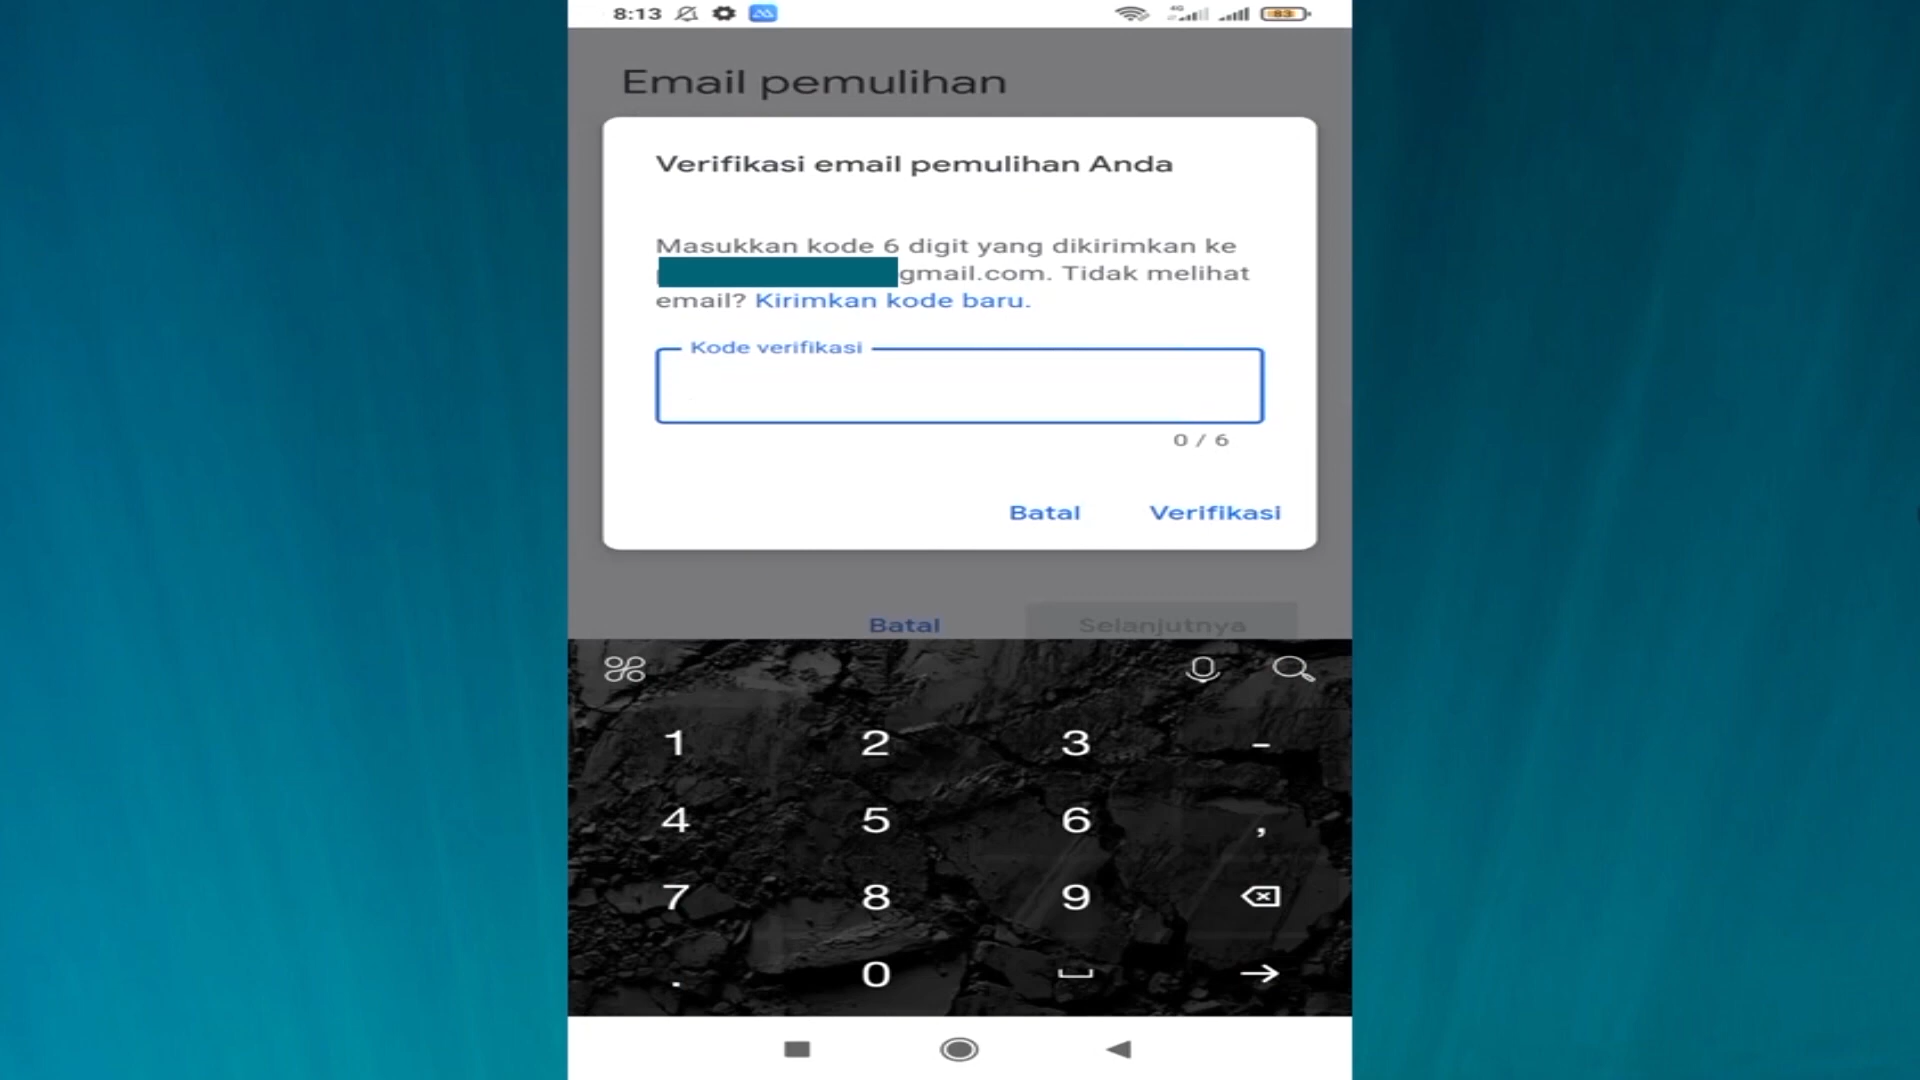 8:13
4G
83
Email pemulihan
Verifikasi email pemulihan Anda
Masukkan kode 6 digit yang dikirimkan ke
gmail.com. Tidak melihat
email? Kirimkan kode baru.
Kode verifikasi
0 / 6
Batal Verifikasi
Batal Selanjutnya
1 2 3 -
4 5 6 ,
7 8 9
. 0